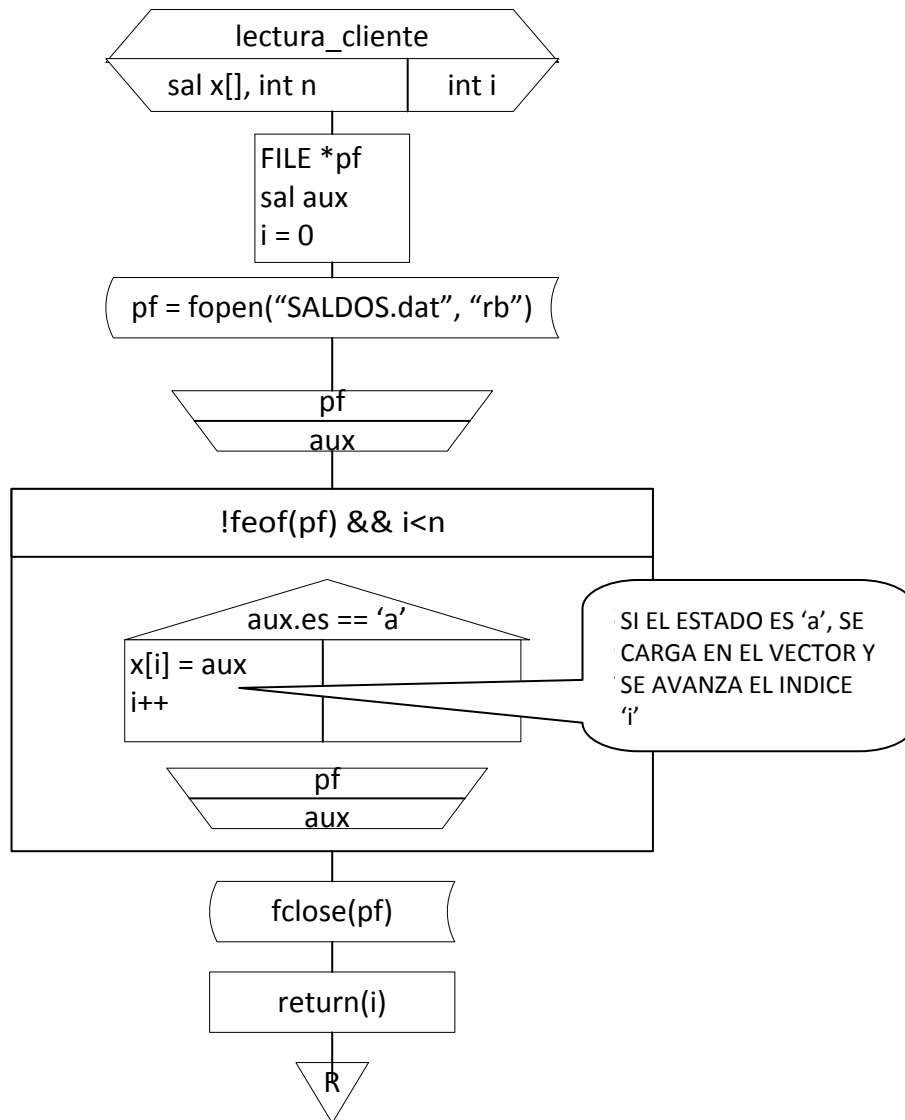 lectura_cliente
sal x[], int n
int i
FILE *pf
sal aux
i = 0
pf = fopen(“SALDOS.dat”, “rb”)
pf
aux
!feof(pf) && i<n
aux.es == ‘a’
x[i] = aux
i++
SI EL ESTADO ES ‘a’, SE
CARGA EN EL VECTOR Y
SE AVANZA EL INDICE
‘i’
pf
aux
fclose(pf)
return(i)
R